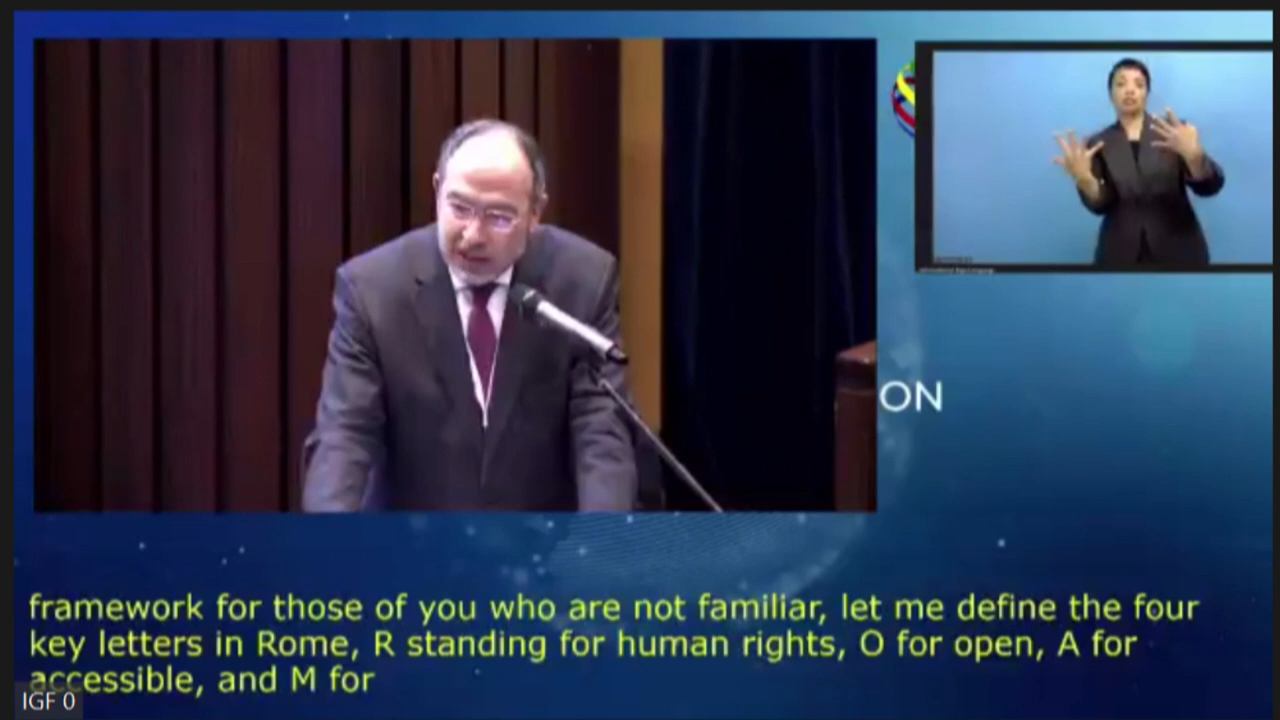 ON
framework for those of you who are not familiar, let me define the four
key letters in Rome, R standing for human rights, O for open, A for
accessible, and M for
IGF 0